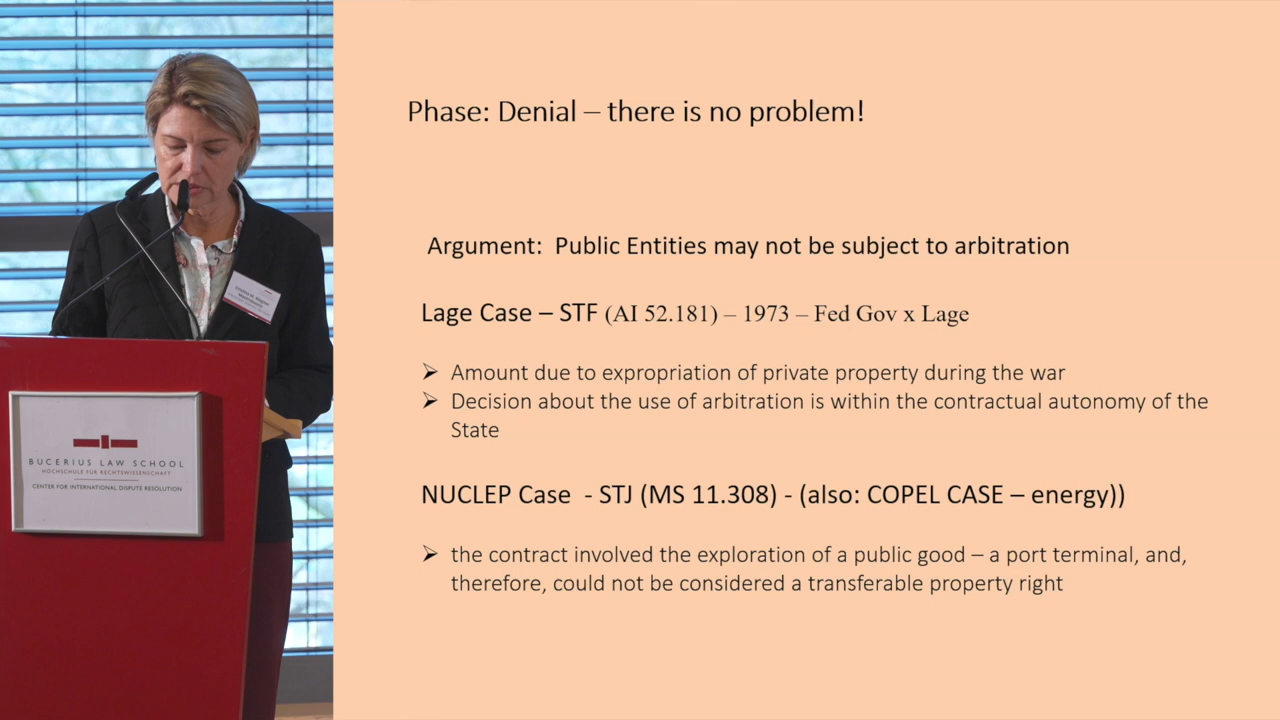 Phase: Denial – there is no problem!
Argument: Public Entities may not be subject to arbitration
Lage Case – STF (AI 52.181) – 1973 – Fed Gov x Lage
➢ Amount due to expropriation of private property during the war
➢ Decision about the use of arbitration is within the contractual autonomy of the
State
NUCLEP Case - STJ (MS 11.308) - (also: COPEL CASE – energy))
➢ the contract involved the exploration of a public good – a port terminal, and,
therefore, could not be considered a transferable property right
BUCERIUS LAW SCHOOL
HOCHSCHULE FÜR RECHTSWISSENSCHAFT
CENTER FOR INTERNATIONAL DISPUTE RESOLUTION